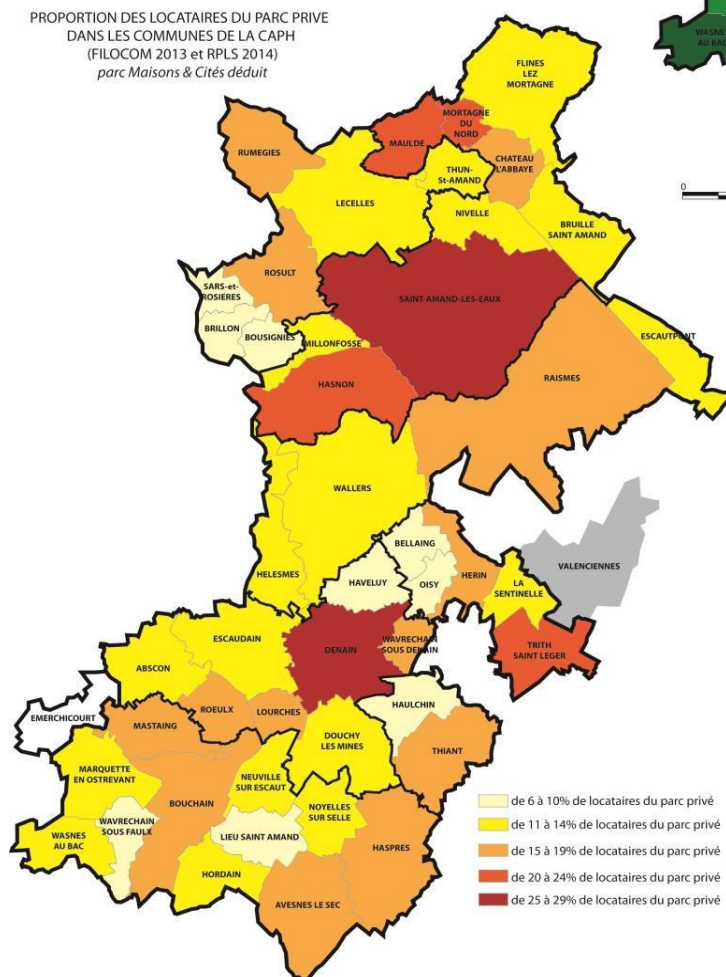 PROPORTION DES LOCATAIRES DU PARC PRIVE
DANS LES COMMUNES DE LA CAPH
(FILOCOM 2013 et RPLS 2014)
parc Maisons & Cités déduit
WASNES
AU BAC
FLINES
LEZ
MORTAGNE
MORTAGNE
DU
NORD
MAULDE
RUMEGIES
CHATEAU
L'ABBAYE
THUN-
St-AMAND
LECELLES
0
NIVELLE
BRUILLE
SAINT AMAND
ROSULT
SARS-et-
ROSIERES
SAINT-AMAND-LES-EAUX
BRILLON
BOUSIGNIES
MILLONFOSSE
ESCAUTPONT
RAISMES
HASNON
WALLERS
BELLAING
VALENCIENNES
HELESMES
HAVELUY
OISY
HERIN
LA
SENTINELLE
ESCAUDAIN
DENAIN
WAVRECHAIN
SOUS DENAIN
TRITH
SAINT LEGER
ABSCON
ROEULX
LOURCHES
HAULCHIN
EMERCHICOURT
MASTAING
DOUCHY
LES MINES
THIANT
MARQUETTE
EN OSTREVANT
NEUVILLE
SUR ESCAUT
BOUCHAIN
NOYELLES
SUR SELLE
WAVRECHAIN
SOUS FAULX
WASNES
AU BAC
LIEU SAINT AMAND
HASPRES
HORDAIN
AVESNES LE SEC
de 6 à 10% de locataires du parc privé
de 11 à 14% de locataires du parc privé
de 15 à 19% de locataires du parc privé
de 20 à 24% de locataires du parc privé
de 25 à 29% de locataires du parc privé